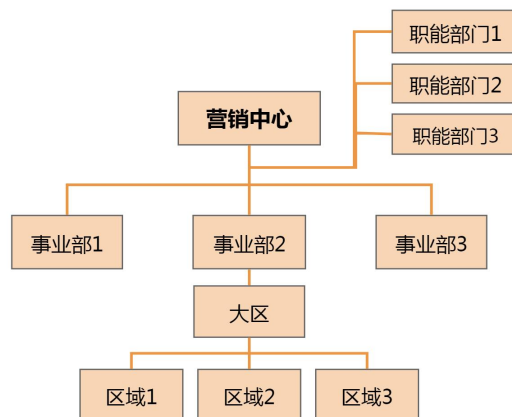 职能部门1
职能部门2
营销中心
职能部门3
事业部1
事业部2
事业部3
大区
区域1
区域2
区域3